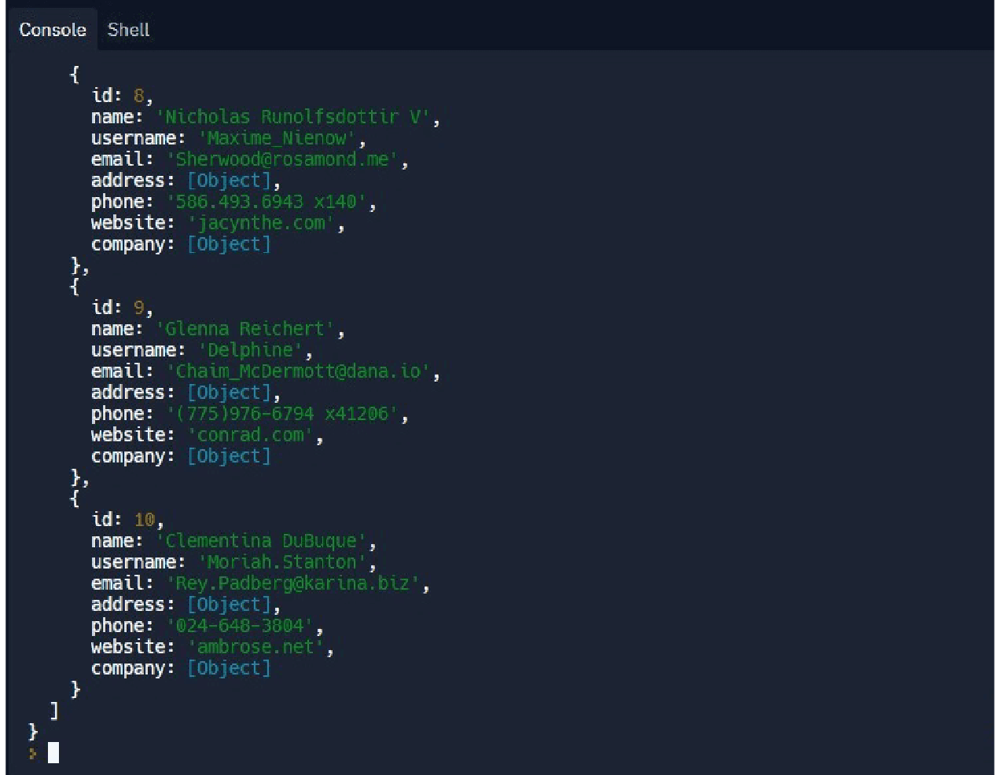 Console Shell
{
id: 8,
name: 'Nicholas Runolfsdottir V',
username: 'Maxime_Nienow',
email: 'Sherwood@rosamond.me',
address: [Object],
phone: '586.493.6943 x140',
website: 'jacynthe.com',
company: [Object]
},
{
id: 9,
name: 'Glenna Reichert',
username: 'Delphine',
email: 'Chaim_McDermott@dana.io',
address: [Object],
phone: '(775)976-6794 x41206',
website: 'conrad.com',
company: [Object]
},
{
id: 10,
name: 'Clementina DuBuque',
username: 'Moriah.Stanton',
email: 'Rey.Padberg@karina.biz',
address: [Object],
phone: '024-648-3804',
website: 'ambrose.net',
company: [Object]
}
]
}